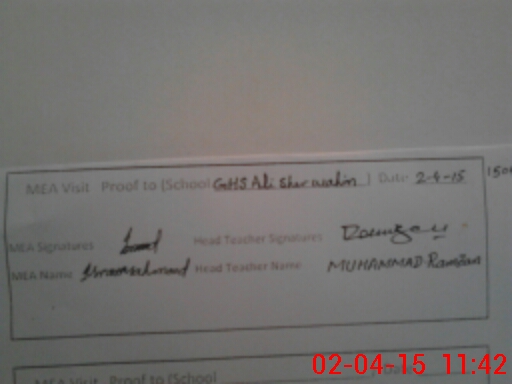 MEA Visit Proof to (School GHS Ali Sher wahin ) Date: 2-4-15
150
MEA Signatures Head Teacher Signatures
MEA Name Head Teacher Name MUHAMMAD Ramzan
MEA Visit Proof to (School
02-04-15 11:42